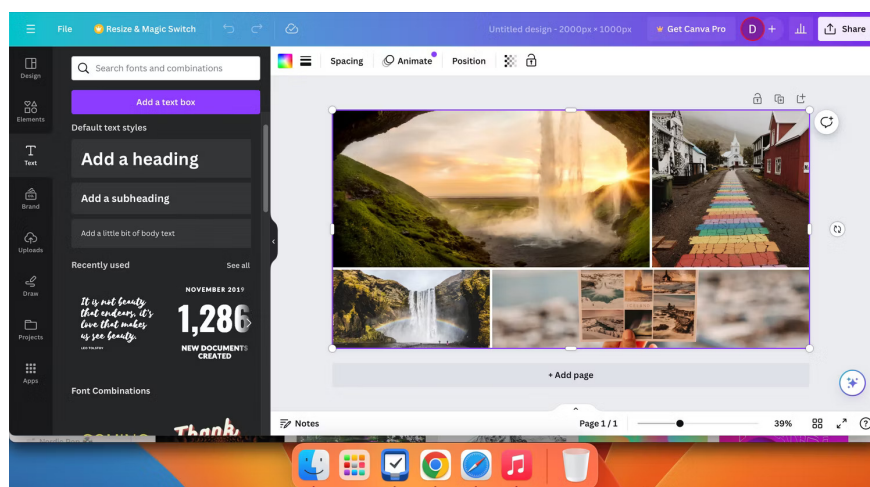 File
Resize & Magic Switch
Untitled design - 2000px × 1000px
Get Canva Pro
D
+
Share
Design
Elements
Text
Brand
Uploads
Draw
Projects
Apps
Search fonts and combinations
Add a text box
Default text styles
Add a heading
Add a subheading
Add a little bit of body text
Recently used
See all
It is not beauty
that endears, it's
love that makes
us see beauty.
LEO TOLSTOY
NOVEMBER 2019
1,286
NEW DOCUMENTS
CREATED
Font Combinations
Thank
Spacing
Animate
Position
+ Add page
Notes
Page 1 / 1
39%